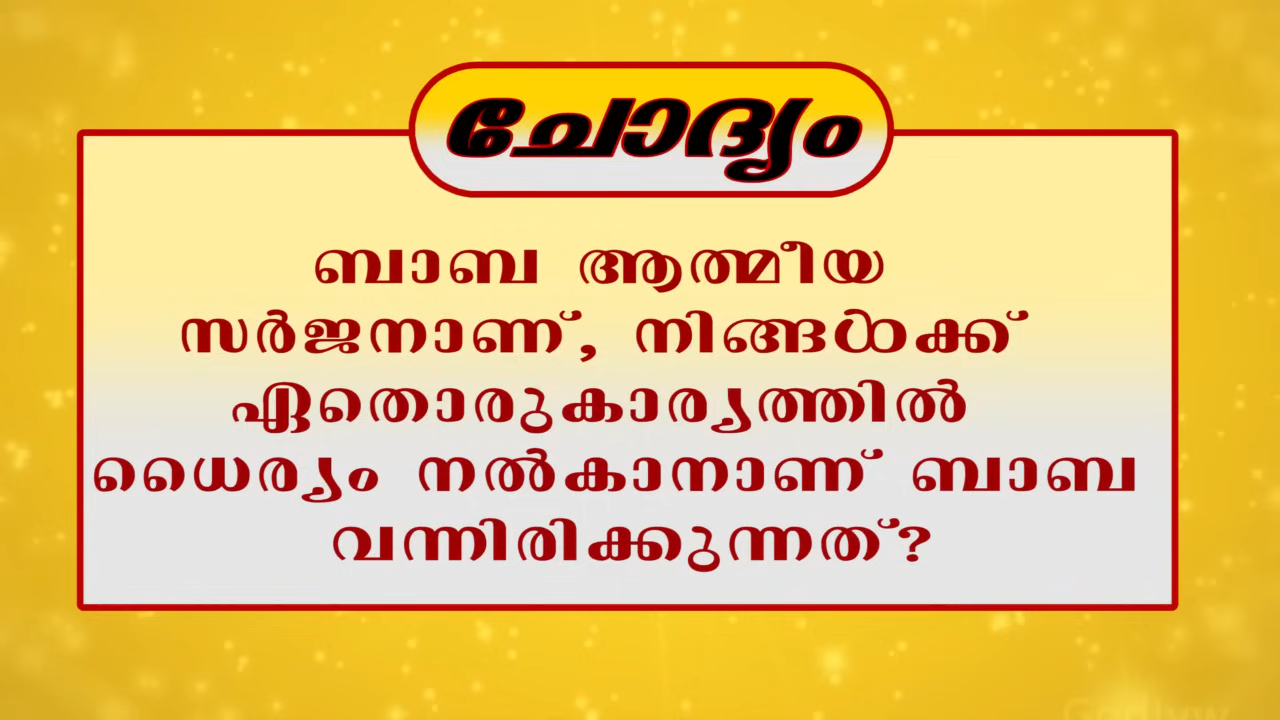 ചോദ്യം
ബാബ ആത്മീയ
സർജനാണ്, നിങ്ങൾക്ക്
ഏതൊരുകാര്യത്തിൽ
ധൈര്യം നൽകാനാണ് ബാബ
വന്നിരിക്കുന്നത്?